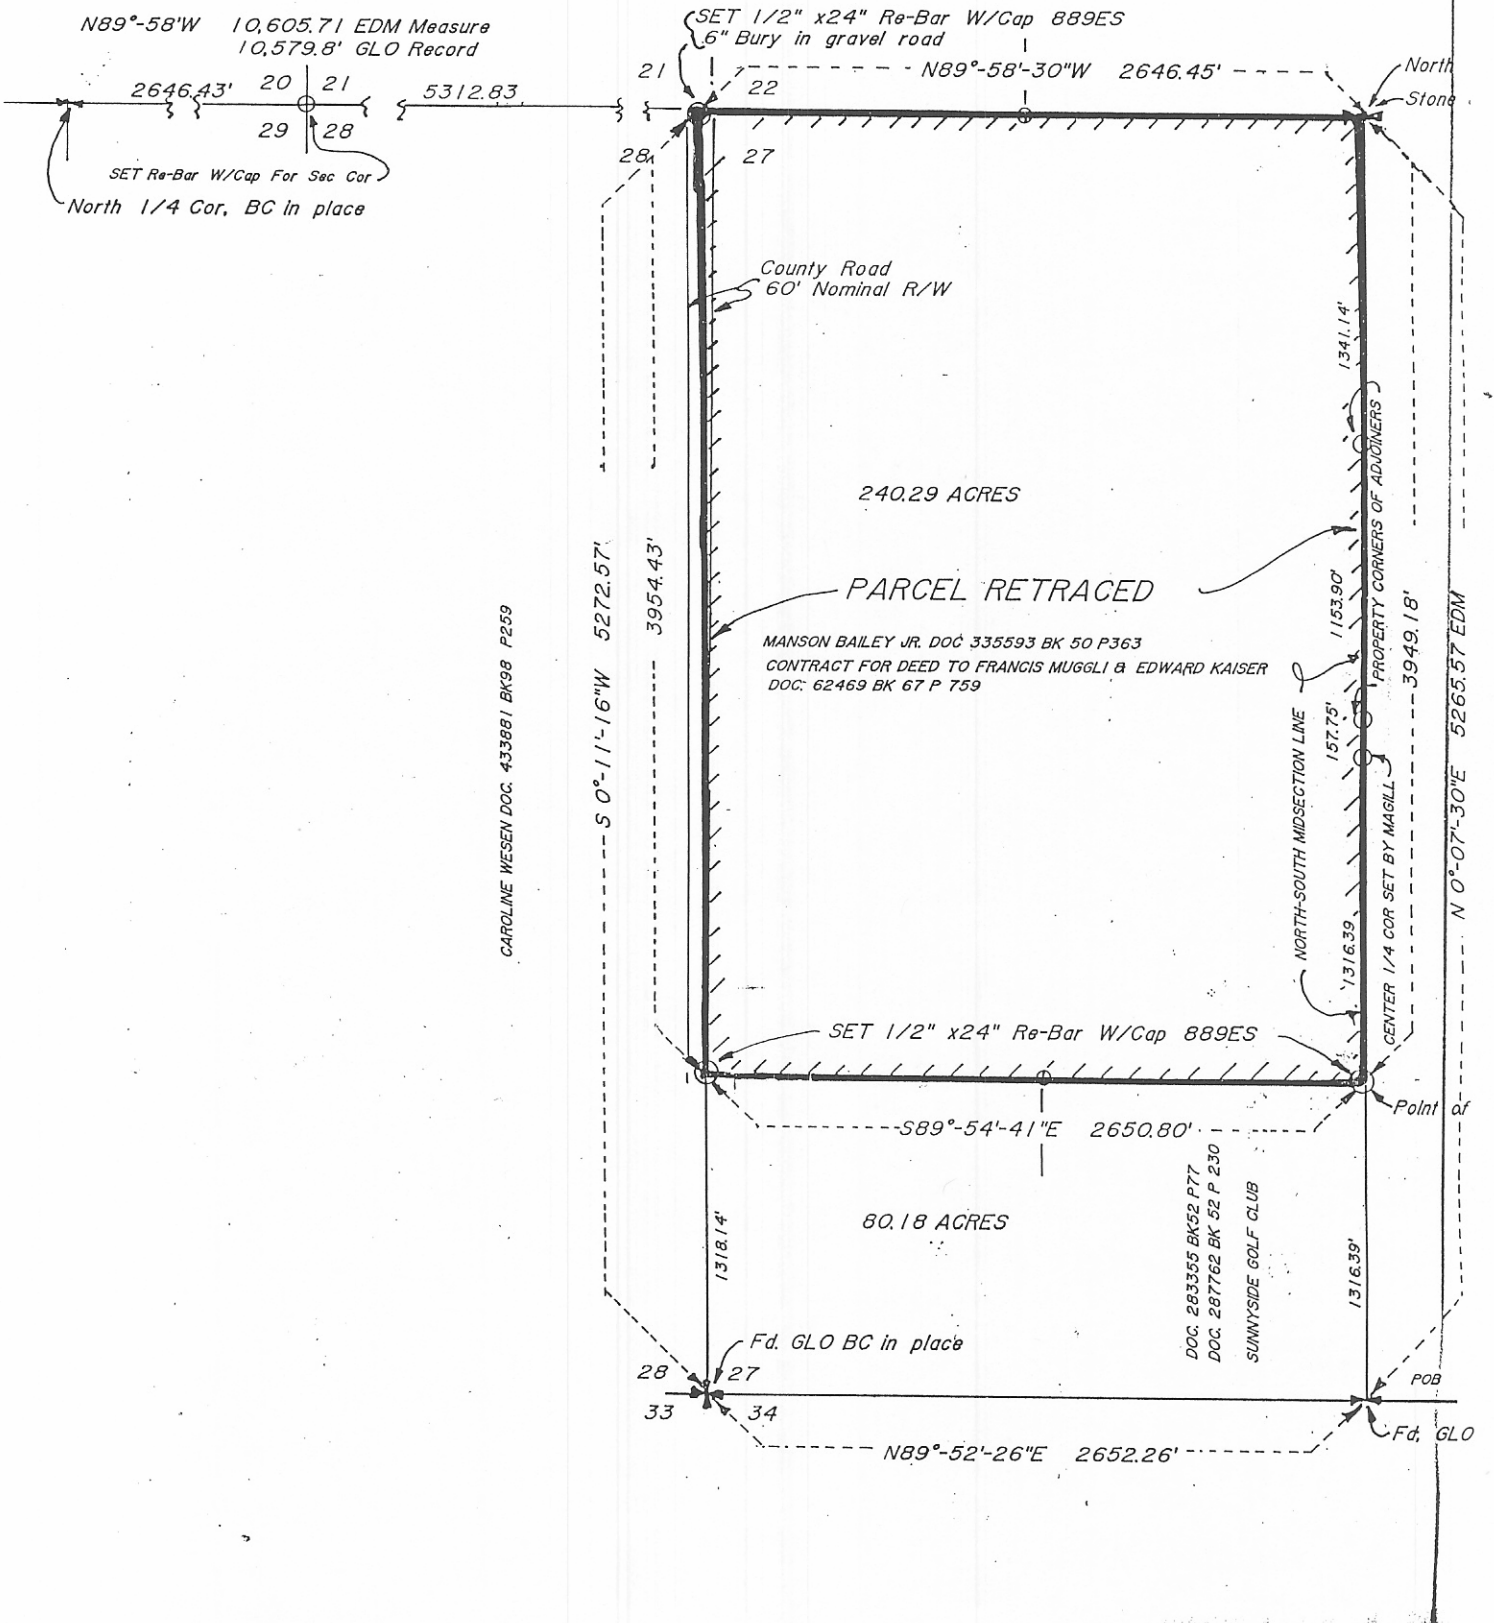 N89°-58'W 10,605.71 EDM Measure
10,579.8' GLO Record
2646.43'
20 21
29 28
5312.83
SET Re-Bar W/Cap For Sec Cor
North 1/4 Cor, BC in place
SET 1/2" x24" Re-Bar W/Cap 889ES
6" Bury in gravel road
21
22
28
27
N89°-58'-30"W 2646.45'
North
Stone
County Road
60' Nominal R/W
1341.14'
240.29 ACRES
PROPERTY CORNERS OF ADJOINERS
PARCEL RETRACED
MANSON BAILEY JR. DOC 335593 BK 50 P363
CONTRACT FOR DEED TO FRANCIS MUGGLI & EDWARD KAISER
DOC: 62469 BK 67 P 759
CAROLINE WESEN DOC. 433881 BK98 P259
S 0°-11'-16"W 5272.57'
3954.43'
1153.90'
157.75'
3949.18'
N 0°-07'-30"E 5265.57 EDM
NORTH-SOUTH MIDSECTION LINE
1316.39
CENTER 1/4 COR SET BY MAGILL
SET 1/2" x24" Re-Bar W/Cap 889ES
Point of
S89°-54'-41"E 2650.80'
80.18 ACRES
1318.14'
DOC. 283355 BK52 P77
DOC. 287762 BK 52 P 230
SUNNYSIDE GOLF CLUB
1316.39'
Fd. GLO BC in place
28 27
33 34
POB
Fd. GLO
N89°-52'-26"E 2652.26'